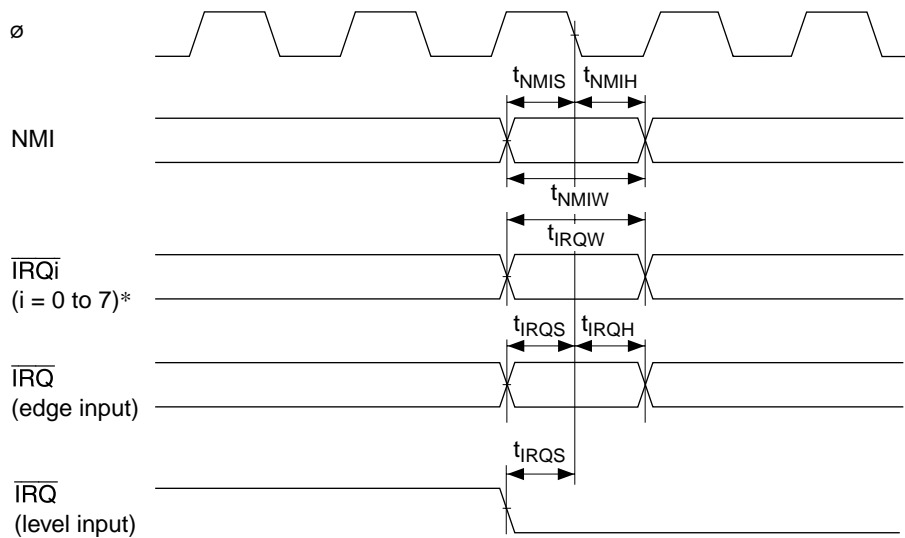 ø
tNMIS tNMIH
NMI
tNMIW
tIRQW
IRQi
(i = 0 to 7)*
tIRQS tIRQH
IRQ
(edge input)
tIRQS
IRQ
(level input)